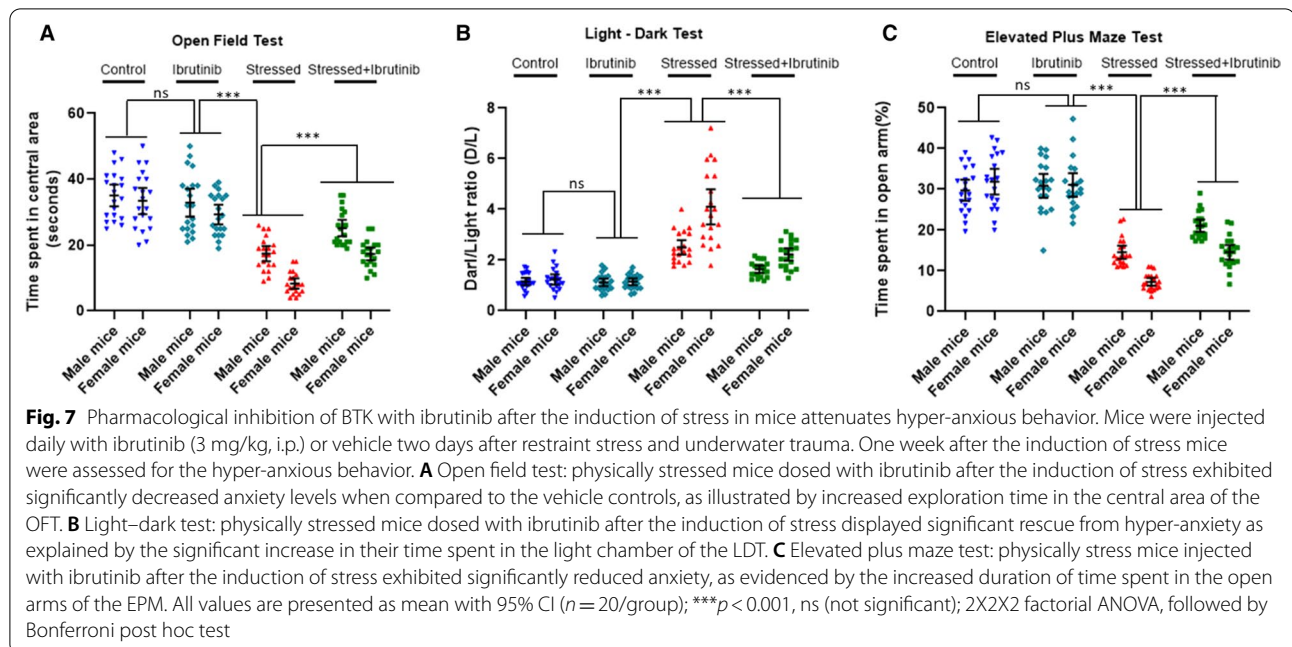 A
Open Field Test
Control Ibrutinib Stressed Stressed+Ibrutinib
ns *** ***
Time spent in central area
(seconds)
60
40
20
0
Male mice Female mice Male mice Female mice Male mice Female mice Male mice Female mice
B
Light - Dark Test
Control Ibrutinib Stressed Stressed+Ibrutinib
ns *** ***
Darl/Light ratio (D/L)
8
6
4
2
0
Male mice Female mice Male mice Female mice Male mice Female mice Male mice Female mice
C
Elevated Plus Maze Test
Control Ibrutinib Stressed Stressed+Ibrutinib
ns *** ***
Time spent in open arm(%)
50
40
30
20
10
0
Male mice Female mice Male mice Female mice Male mice Female mice Male mice Female mice
Fig. 7 Pharmacological inhibition of BTK with ibrutinib after the induction of stress in mice attenuates hyper-anxious behavior. Mice were injected
daily with ibrutinib (3 mg/kg, i.p.) or vehicle two days after restraint stress and underwater trauma. One week after the induction of stress mice
were assessed for the hyper-anxious behavior. A Open field test: physically stressed mice dosed with ibrutinib after the induction of stress exhibited
significantly decreased anxiety levels when compared to the vehicle controls, as illustrated by increased exploration time in the central area of the
OFT. B Light–dark test: physically stressed mice dosed with ibrutinib after the induction of stress displayed significant rescue from hyper-anxiety as
explained by the significant increase in their time spent in the light chamber of the LDT. C Elevated plus maze test: physically stress mice injected
with ibrutinib after the induction of stress exhibited significantly reduced anxiety, as evidenced by the increased duration of time spent in the open
arms of the EPM. All values are presented as mean with 95% CI (n = 20/group); ***p < 0.001, ns (not significant); 2X2X2 factorial ANOVA, followed by
Bonferroni post hoc test